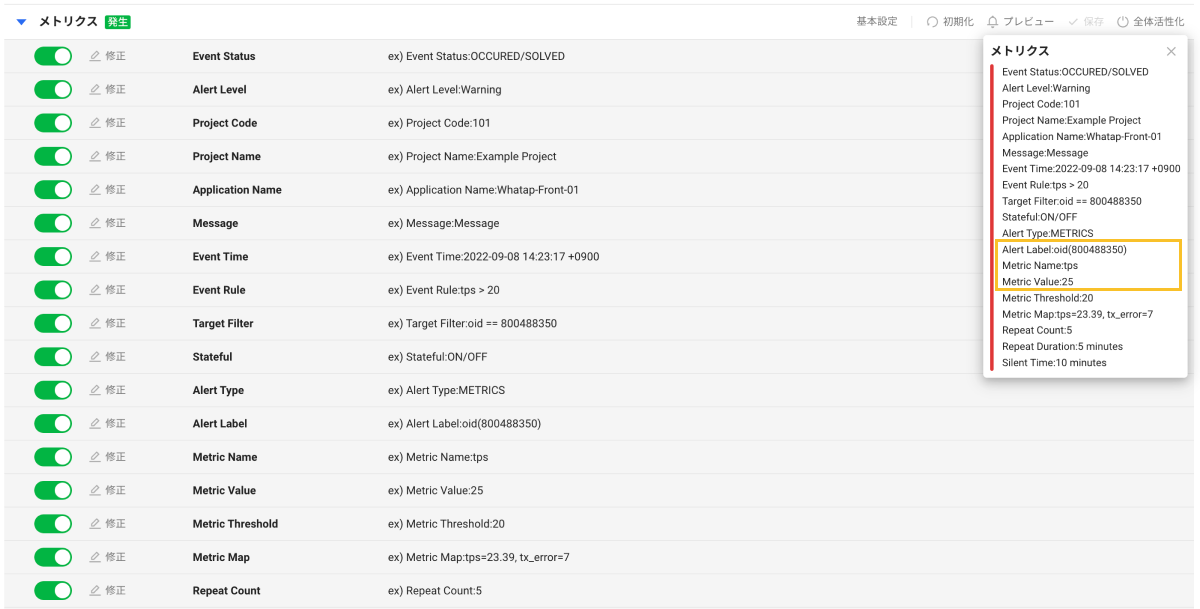 メトリクス 発生
基本設定 初期化 プレビュー 保存 全体活性化
修正 Event Status ex) Event Status:OCCURED/SOLVED
修正 Alert Level ex) Alert Level:Warning
修正 Project Code ex) Project Code:101
修正 Project Name ex) Project Name:Example Project
修正 Application Name ex) Application Name:Whatap-Front-01
修正 Message ex) Message:Message
修正 Event Time ex) Event Time:2022-09-08 14:23:17 +0900
修正 Event Rule ex) Event Rule:tps > 20
修正 Target Filter ex) Target Filter:oid == 800488350
修正 Stateful ex) Stateful:ON/OFF
修正 Alert Type ex) Alert Type:METRICS
修正 Alert Label ex) Alert Label:oid(800488350)
修正 Metric Name ex) Metric Name:tps
修正 Metric Value ex) Metric Value:25
修正 Metric Threshold ex) Metric Threshold:20
修正 Metric Map ex) Metric Map:tps=23.39, tx_error=7
修正 Repeat Count ex) Repeat Count:5
メトリクス
Event Status:OCCURED/SOLVED
Alert Level:Warning
Project Code:101
Project Name:Example Project
Application Name:Whatap-Front-01
Message:Message
Event Time:2022-09-08 14:23:17 +0900
Event Rule:tps > 20
Target Filter:oid == 800488350
Stateful:ON/OFF
Alert Type:METRICS
Alert Label:oid(800488350)
Metric Name:tps
Metric Value:25
Metric Threshold:20
Metric Map:tps=23.39, tx_error=7
Repeat Count:5
Repeat Duration:5 minutes
Silent Time:10 minutes